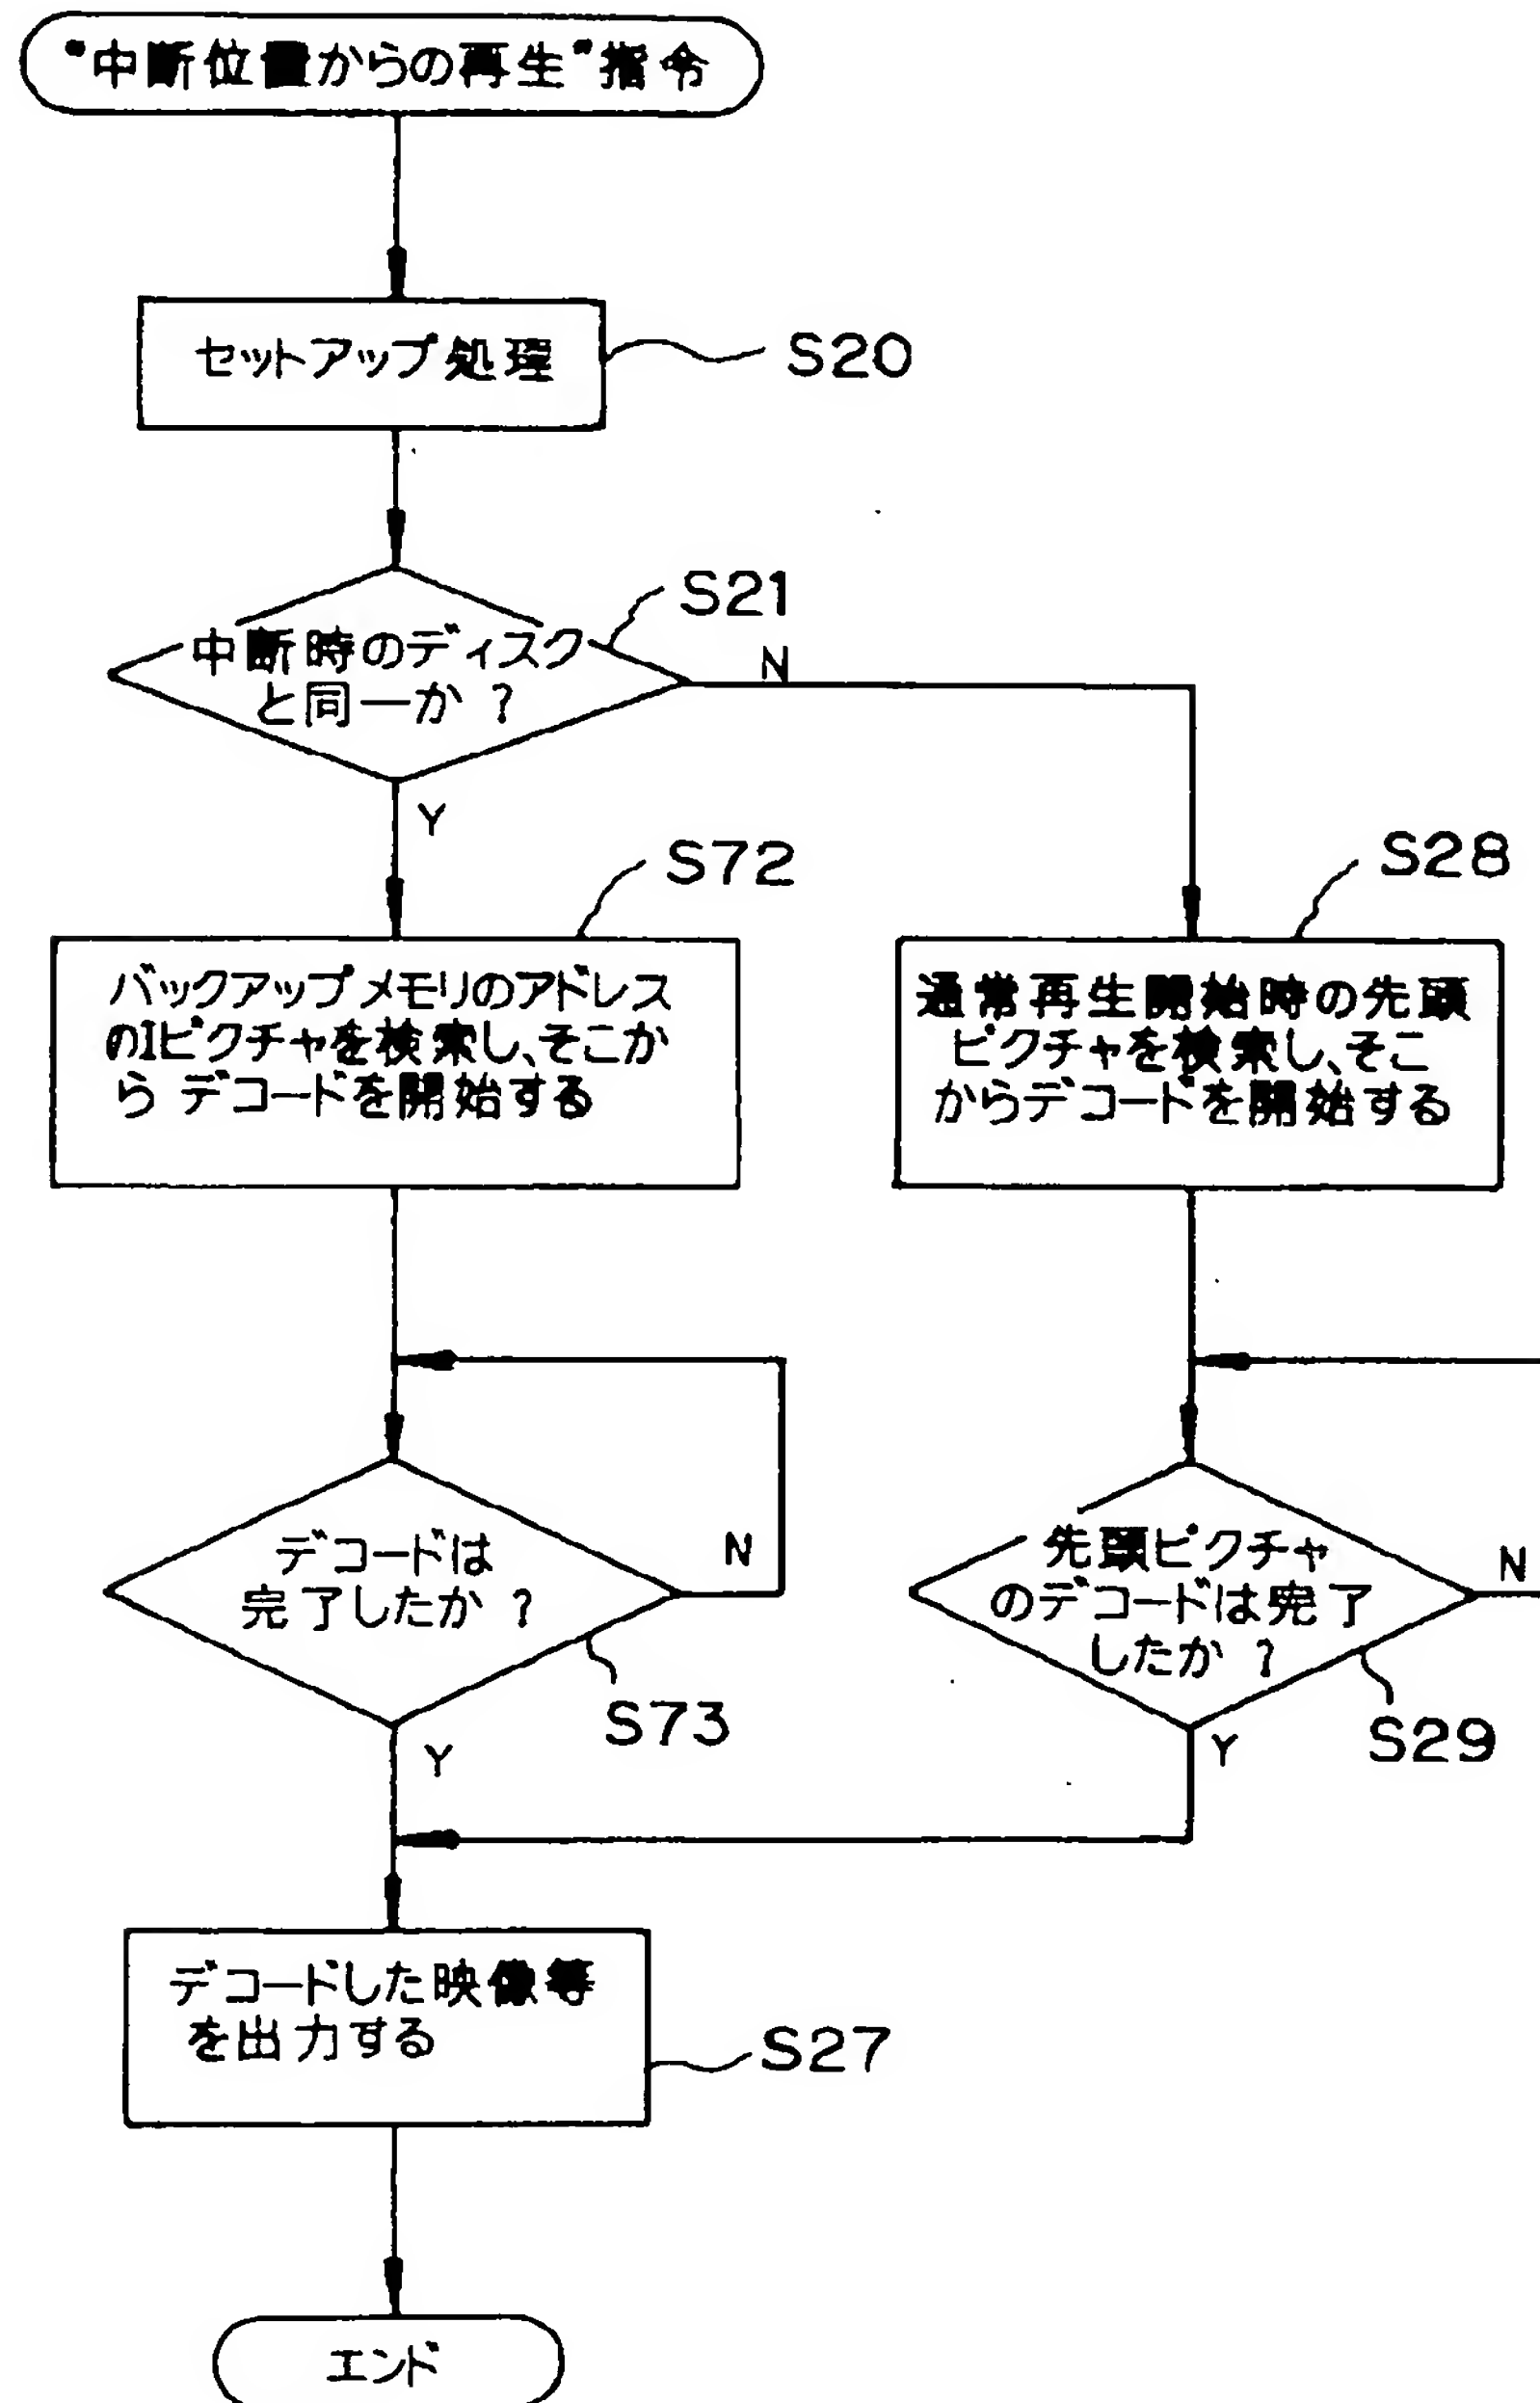 “中断位置からの再生”指令
セットアップ処理
S20
S21
中断時のディスク
と同一か？
N
Y
S72
バックアップメモリのアドレス
のIピクチャを検索し、そこか
ら デコードを開始する
S28
通常再生開始時の先頭
ピクチャを検索し、そこ
からデコードを開始する
デコードは
完了したか？
N
S73
Y
先頭ピクチャ
のデコードは完了
したか？
N
S29
Y
デコードした映像等
を出力する
S27
エンド